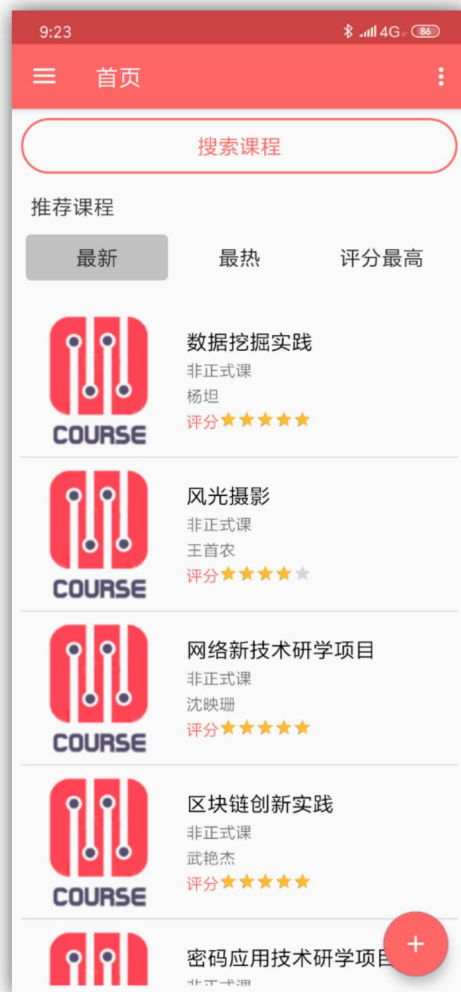 9:23
4G
86
首页
搜索课程
推荐课程
最新
最热
评分最高
COURSE
数据挖掘实践
非正式课
杨坦
评分
COURSE
风光摄影
非正式课
王首农
评分
COURSE
网络新技术研学项目
非正式课
沈映珊
评分
COURSE
区块链创新实践
非正式课
武艳杰
评分
密码应用技术研学项目
非正式课
+